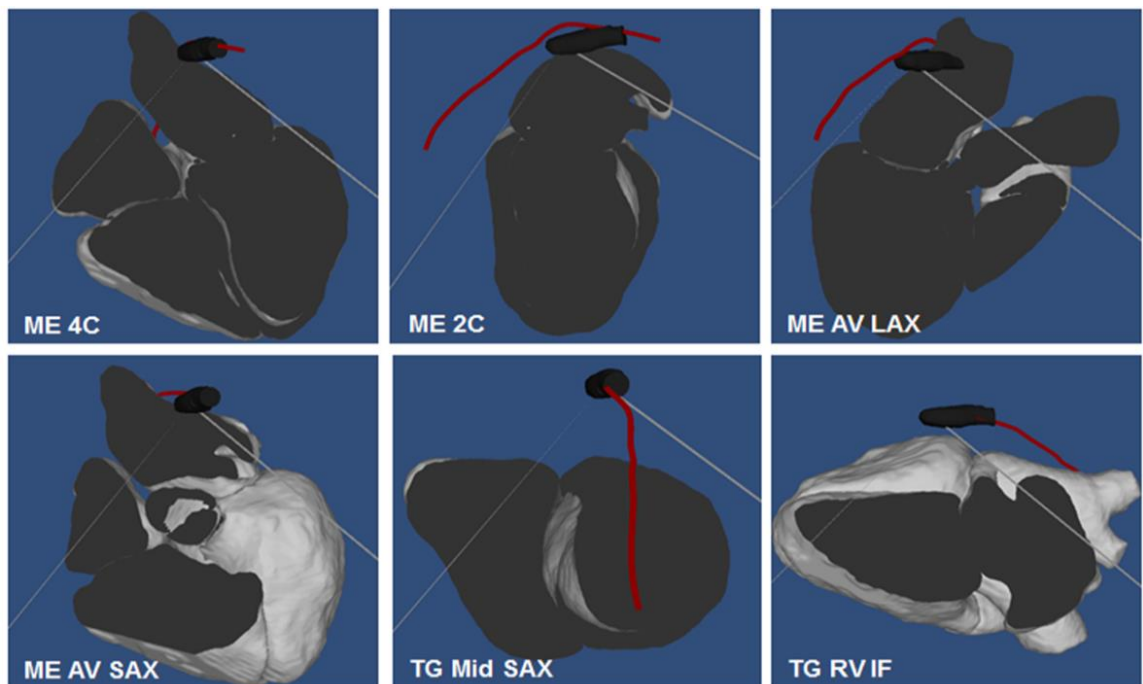 ME 4C
ME 2C
ME AV LAX
ME AV SAX
TG Mid SAX
TG RV IF